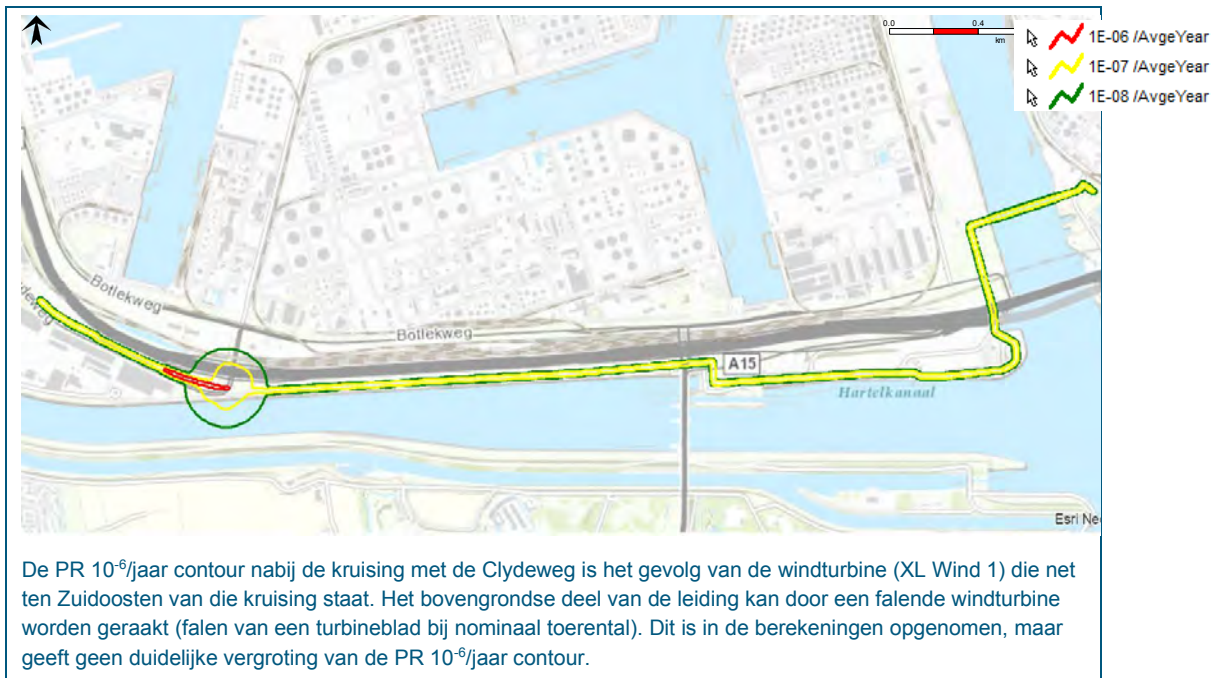 0.0 0.4
km
1E-06 /AvgeYear
1E-07 /AvgeYear
1E-08 /AvgeYear
Botlekweg
Botlekweg
A15
Hartelkanaal
Esri Ne
De PR 10⁻⁶/jaar contour nabij de kruising met de Clydeweg is het gevolg van de windturbine (XL Wind 1) die net
ten Zuidoosten van die kruising staat. Het bovengrondse deel van de leiding kan door een falende windturbine
worden geraakt (falen van een turbineblad bij nominaal toerental). Dit is in de berekeningen opgenomen, maar
geeft geen duidelijke vergroting van de PR 10⁻⁶/jaar contour.